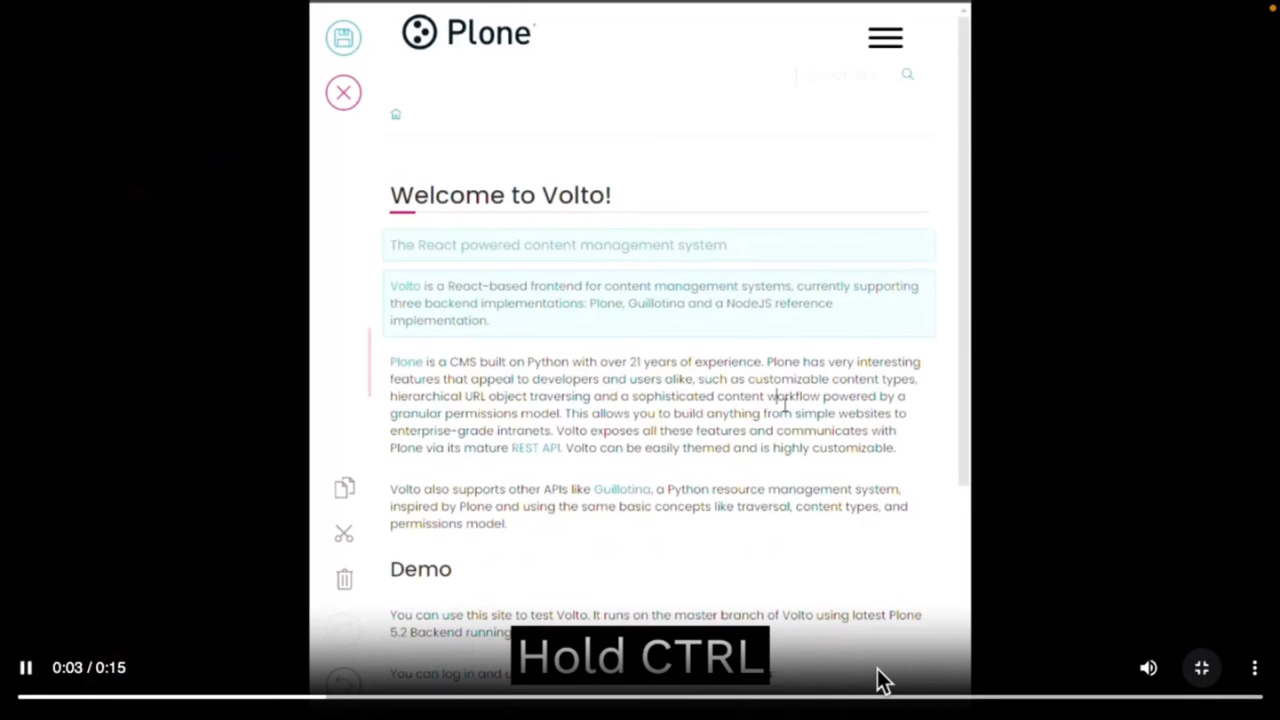 Plone
Welcome to Volto!
The React powered content management system
Volto is a React-based frontend for content management systems, currently supporting
three backend implementations: Plone, Guillotina and a NodeJS reference
implementation.
Plone is a CMS built on Python with over 21 years of experience. Plone has very interesting
features that appeal to developers and users alike, such as customizable content types,
hierarchical URL object traversing and a sophisticated content workflow powered by a
granular permissions model. This allows you to build anything from simple websites to
enterprise-grade intranets. Volto exposes all these features and communicates with
Plone via its mature REST API. Volto can be easily themed and is highly customizable.
Volto also supports other APIs like Guillotina, a Python resource management system,
inspired by Plone and using the same basic concepts like traversal, content types, and
permissions model.
Demo
You can use this site to test Volto. It runs on the master branch of Volto using latest Plone
5.2 Backend running
Hold CTRL
You can log in and u
0:03 / 0:15